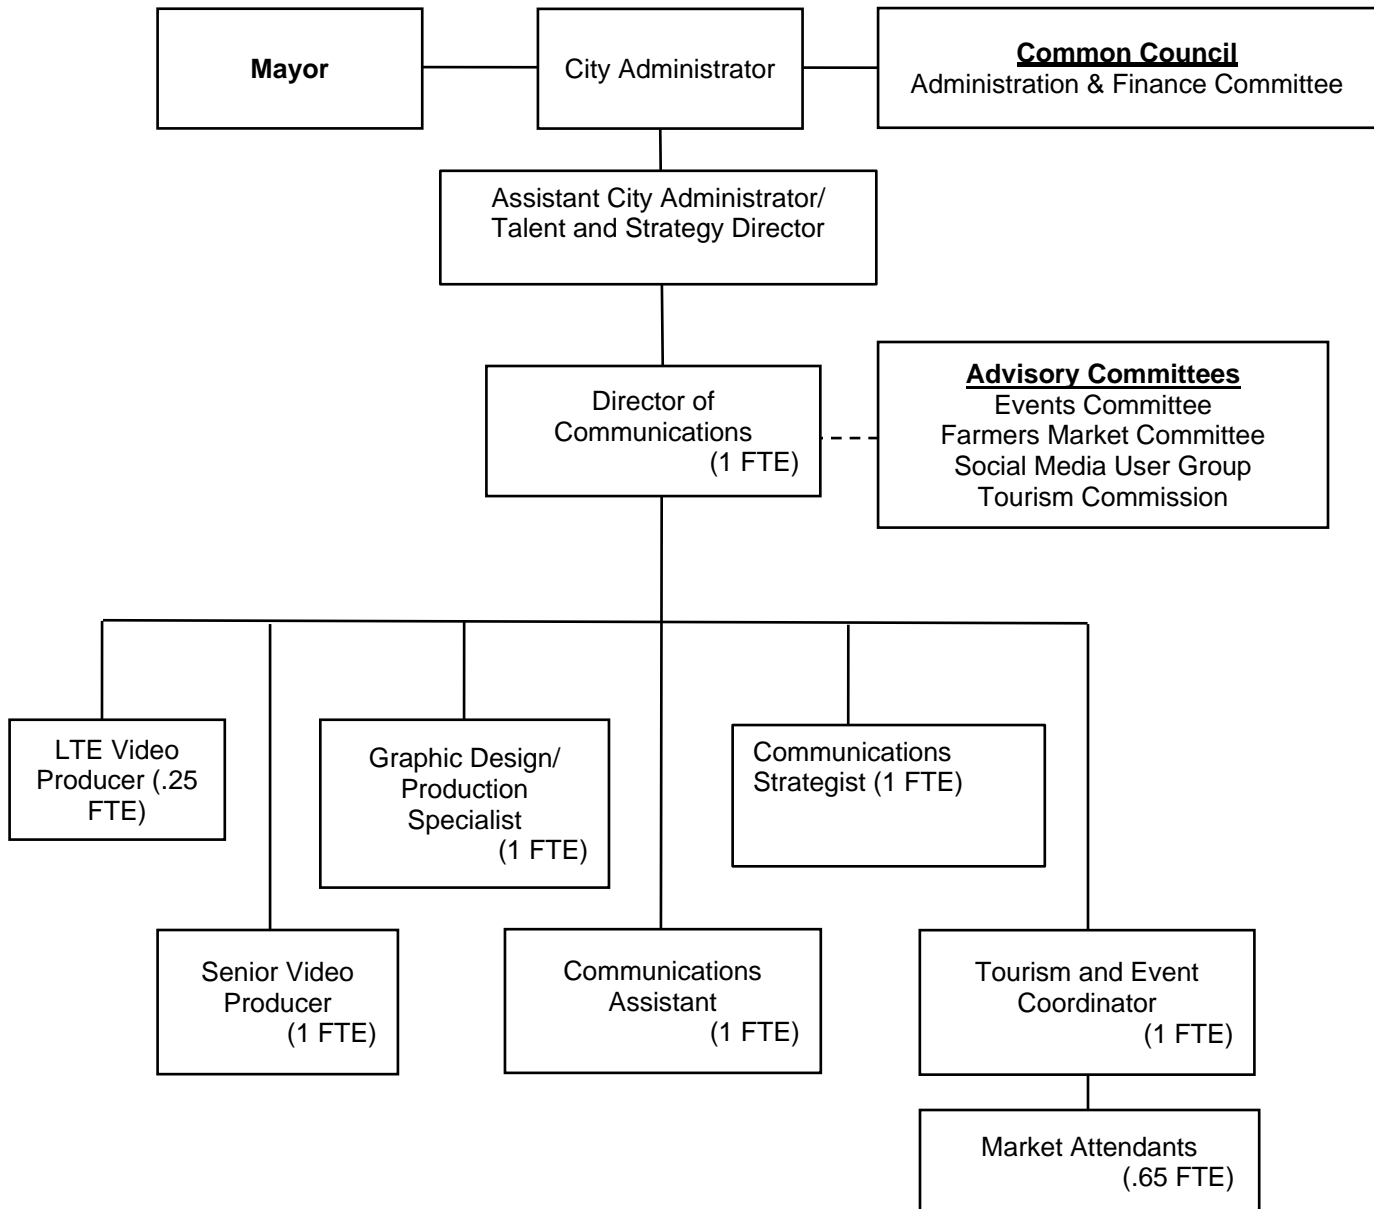 Mayor
City Administrator
Common Council
Administration & Finance Committee
Assistant City Administrator/
Talent and Strategy Director
Director of
Communications
(1 FTE)
Advisory Committees
Events Committee
Farmers Market Committee
Social Media User Group
Tourism Commission
LTE Video
Producer (.25
FTE)
Graphic Design/
Production
Specialist
(1 FTE)
Communications
Strategist (1 FTE)
Senior Video
Producer
(1 FTE)
Communications
Assistant
(1 FTE)
Tourism and Event
Coordinator
(1 FTE)
Market Attendants
(.65 FTE)